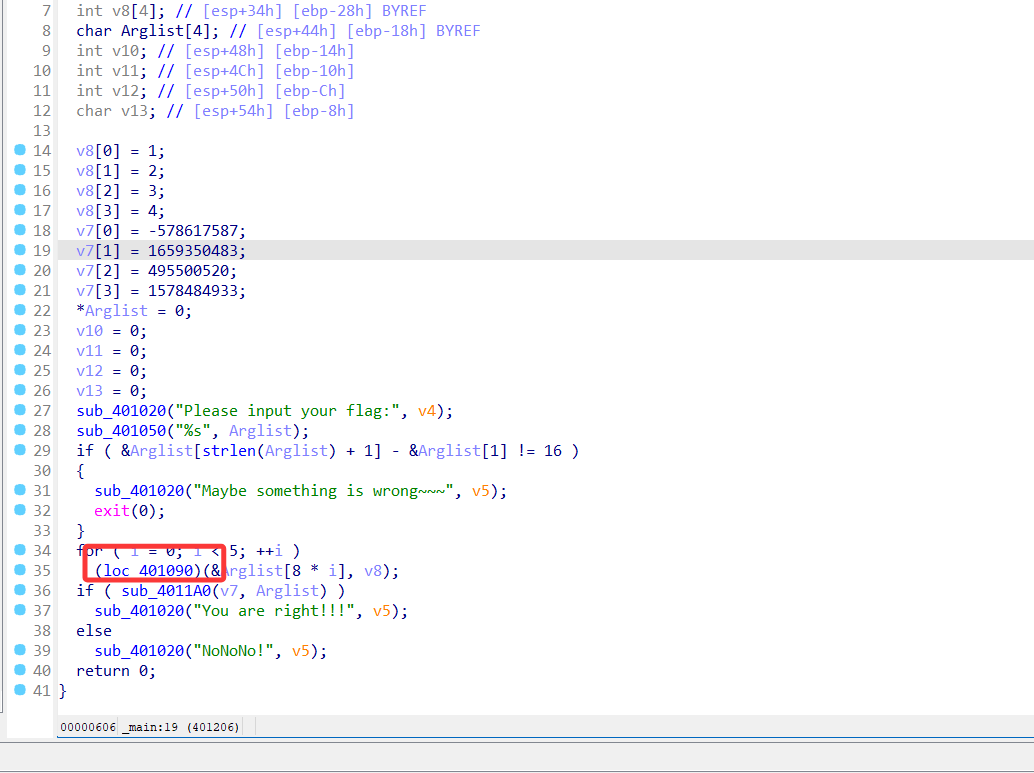 7 int v8[4]; // [esp+34h] [ebp-28h] BYREF
8 char Arglist[4]; // [esp+44h] [ebp-18h] BYREF
9 int v10; // [esp+48h] [ebp-14h]
10 int v11; // [esp+4Ch] [ebp-10h]
11 int v12; // [esp+50h] [ebp-Ch]
12 char v13; // [esp+54h] [ebp-8h]
13
14 v8[0] = 1;
15 v8[1] = 2;
16 v8[2] = 3;
17 v8[3] = 4;
18 v7[0] = -578617587;
19 v7[1] = 1659350483;
20 v7[2] = 495500520;
21 v7[3] = 1578484933;
22 *Arglist = 0;
23 v10 = 0;
24 v11 = 0;
25 v12 = 0;
26 v13 = 0;
27 sub_401020("Please input your flag:", v4);
28 sub_401050("%s", Arglist);
29 if ( &Arglist[strlen(Arglist) + 1] - &Arglist[1] != 16 )
30 {
31 sub_401020("Maybe something is wrong~~~", v5);
32 exit(0);
33 }
34 for ( i = 0; i < 5; ++i )
35 (loc_401090)(&Arglist[8 * i], v8);
36 if ( sub_4011A0(v7, Arglist) )
37 sub_401020("You are right!!!", v5);
38 else
39 sub_401020("NoNoNo!", v5);
40 return 0;
41 }
00000606 _main:19 (401206)